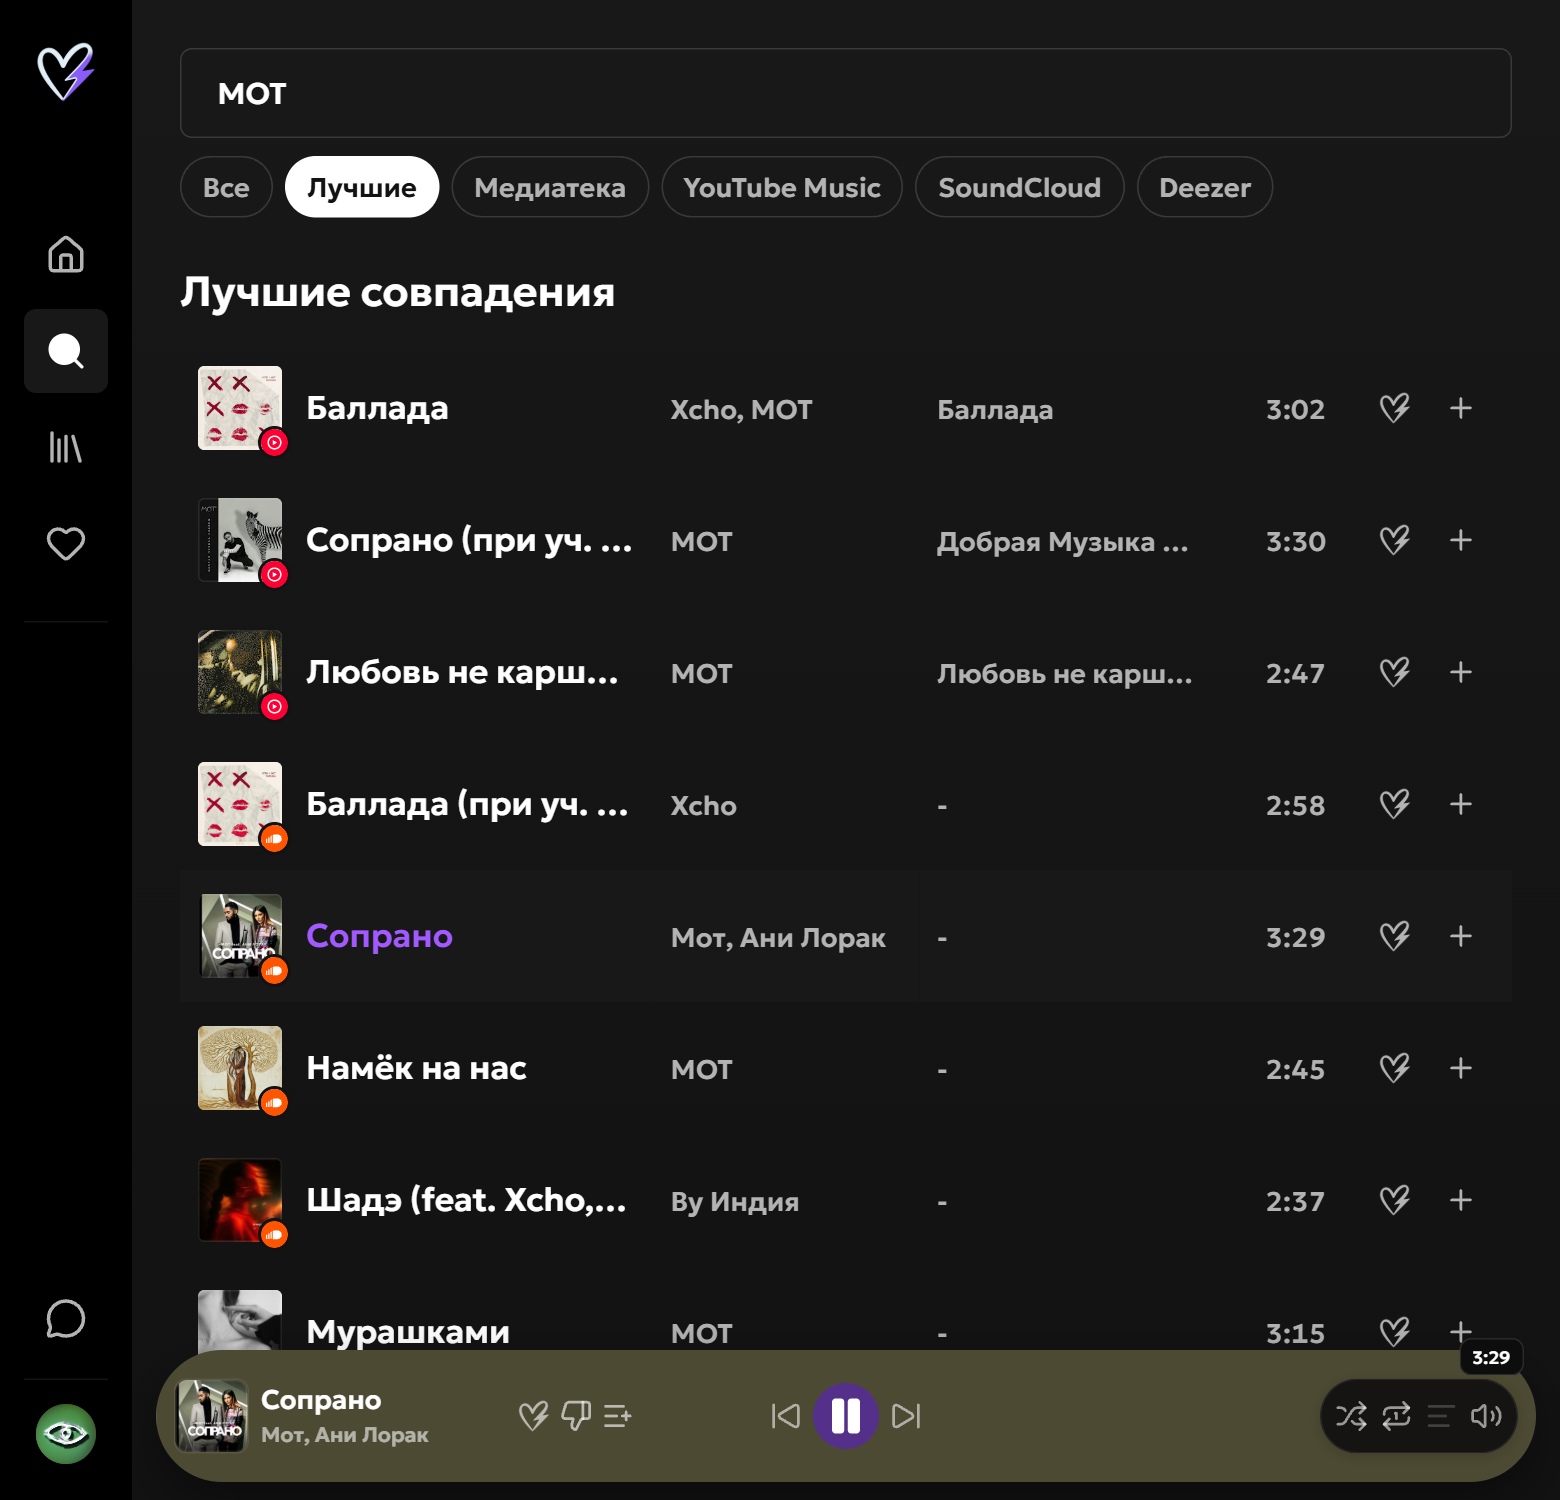 МОТ
Все Лучшие Медиатека YouTube Music SoundCloud Deezer
Лучшие совпадения
Баллада Xcho, МОТ Баллада 3:02
Сопрано (при уч. ... МОТ Добрая Музыка ... 3:30
Любовь не карш... МОТ Любовь не карш... 2:47
Баллада (при уч. ... Xcho - 2:58
СОПРАНО
Сопрано Мот, Ани Лорак - 3:29
Намёк на нас МОТ - 2:45
Шадэ (feat. Xcho,... Ву Индия - 2:37
Мурашками МОТ - 3:15
3:29
СОПРАНО
Сопрано
Мот, Ани Лорак